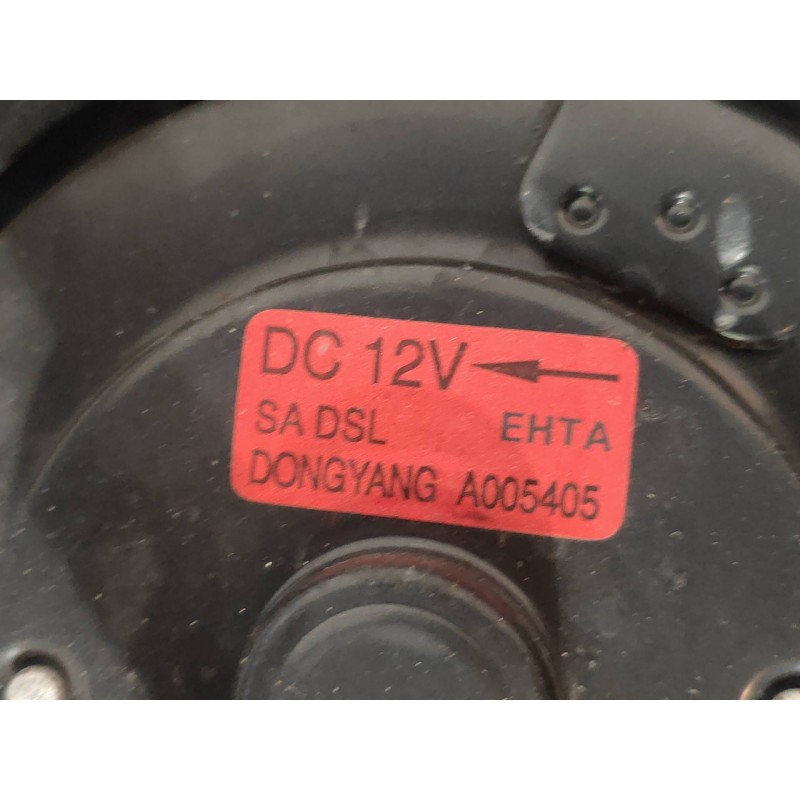 DC 12V
SA DSL EHTA
DONGYANG A005405